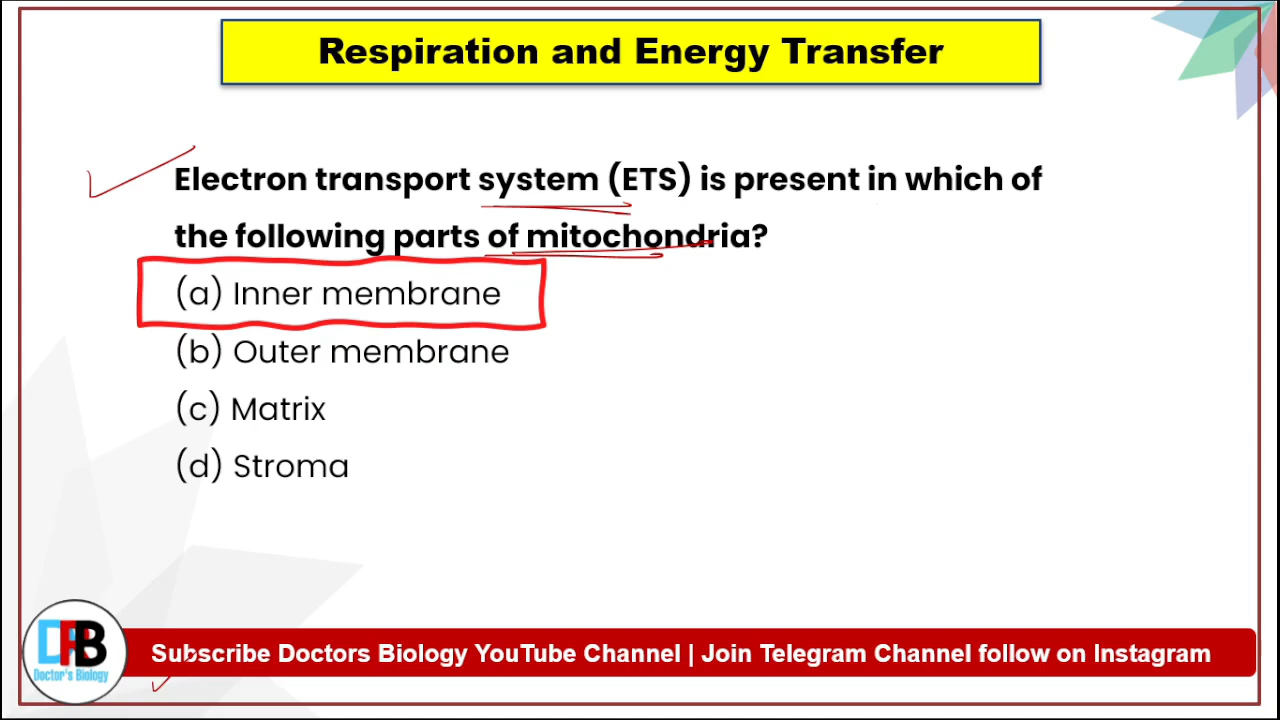 Respiration and Energy Transfer
Electron transport system (ETS) is present in which of
the following parts of mitochondria?
(a) Inner membrane
(b) Outer membrane
(c) Matrix
(d) Stroma
DRB
Doctor's Biology
Subscribe Doctors Biology YouTube Channel | Join Telegram Channel follow on Instagram